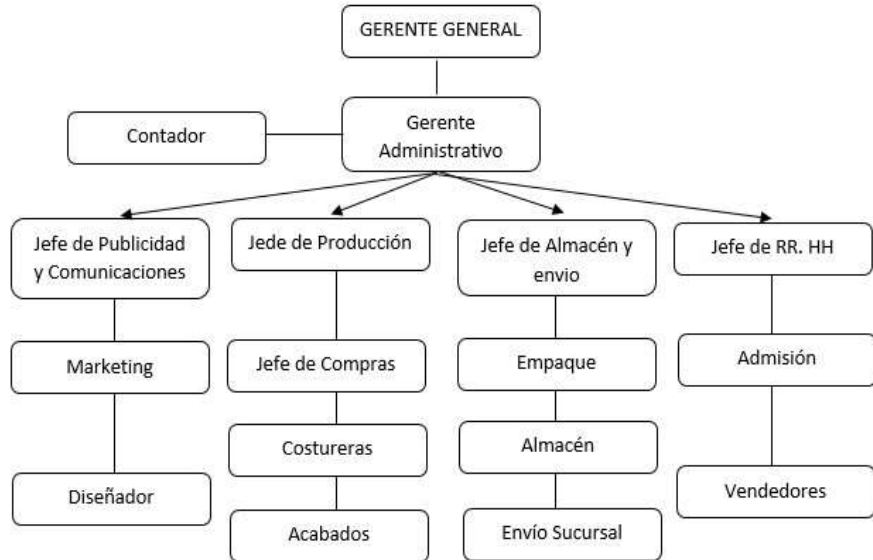 GERENTE GENERAL
Contador
Gerente
Administrativo
Jefe de Publicidad
y Comunicaciones
Jede de Producción
Jefe de Almacén y
envio
Jefe de RR. HH
Marketing
Jefe de Compras
Empaque
Admisión
Costureras
Almacén
Diseñador
Vendedores
Acabados
Envío Sucursal